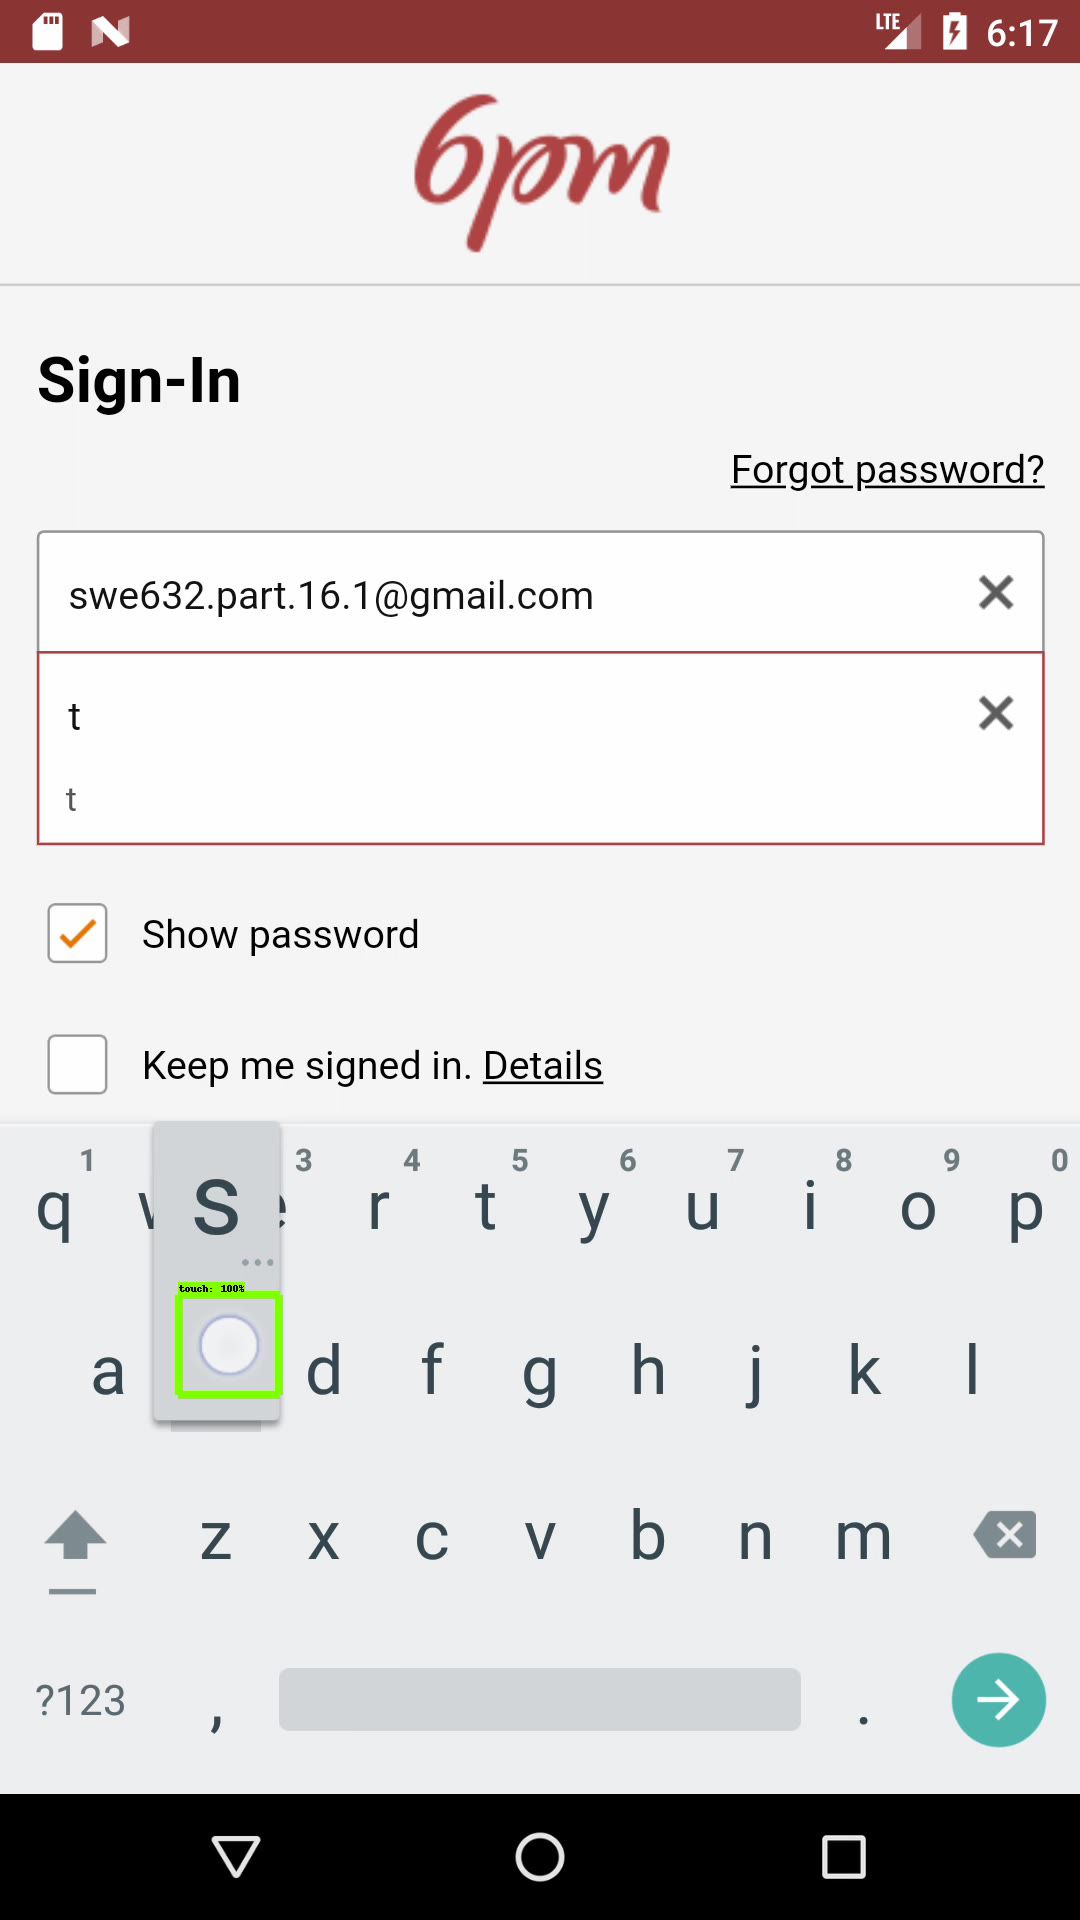 LTE 6:17
6pm
Sign-In
Forgot password?
swe632.part.16.1@gmail.com
t
t
Show password
Keep me signed in. Details
1 3 4 5 6 7 8 9 0
q w s e r t y u i o p
touch: 100%
a d f g h j k l
z x c v b n m
?123 , .